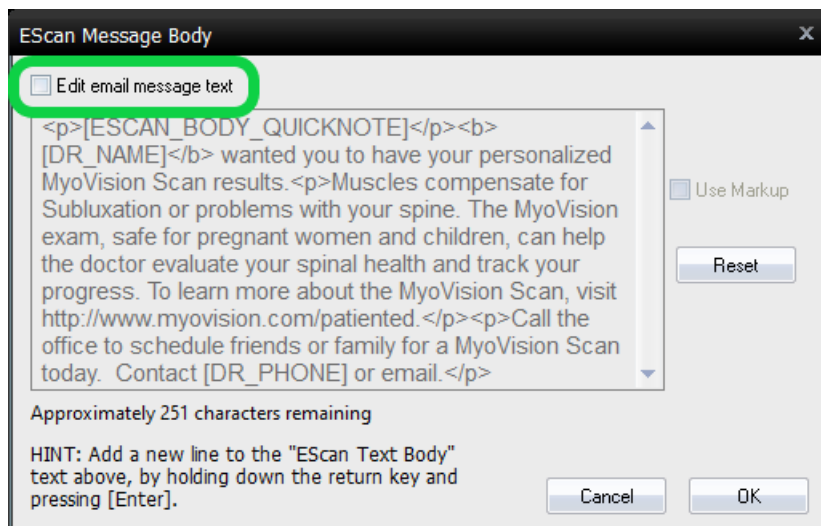 EScan Message Body
x
Edit email message text
<p>[ESCAN_BODY_QUICKNOTE]</p><b>
[DR_NAME]</b> wanted you to have your personalized
MyoVision Scan results.<p>Muscles compensate for
Subluxation or problems with your spine. The MyoVision
exam, safe for pregnant women and children, can help
the doctor evaluate your spinal health and track your
progress. To learn more about the MyoVision Scan, visit
http://www.myovision.com/patiented.</p><p>Call the
office to schedule friends or family for a MyoVision Scan
today.  Contact [DR_PHONE] or email.</p>
Use Markup
Reset
Approximately 251 characters remaining
HINT: Add a new line to the "EScan Text Body"
text above, by holding down the return key and
pressing [Enter].
Cancel
OK